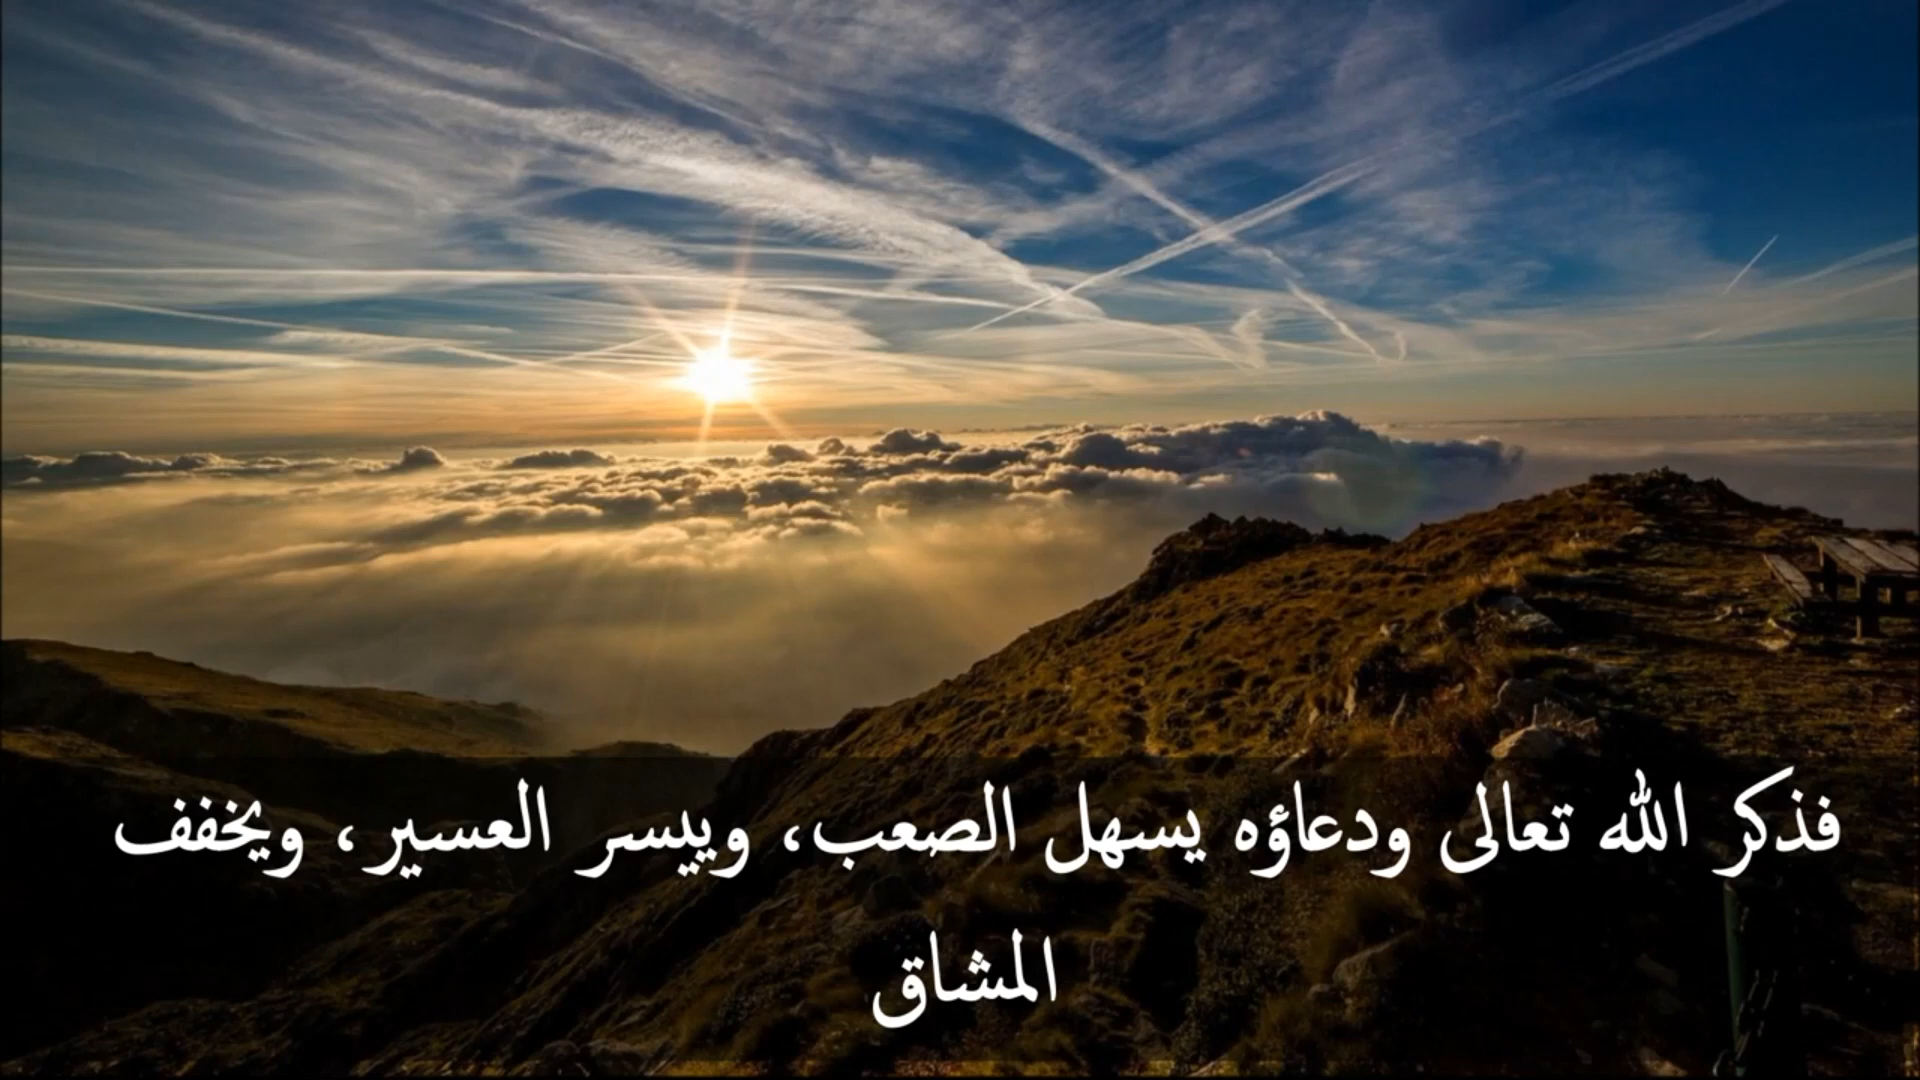 فذكر الله تعالى ودعاؤه يسهل الصعب، وييسر العسير، ويخفف
المشاق